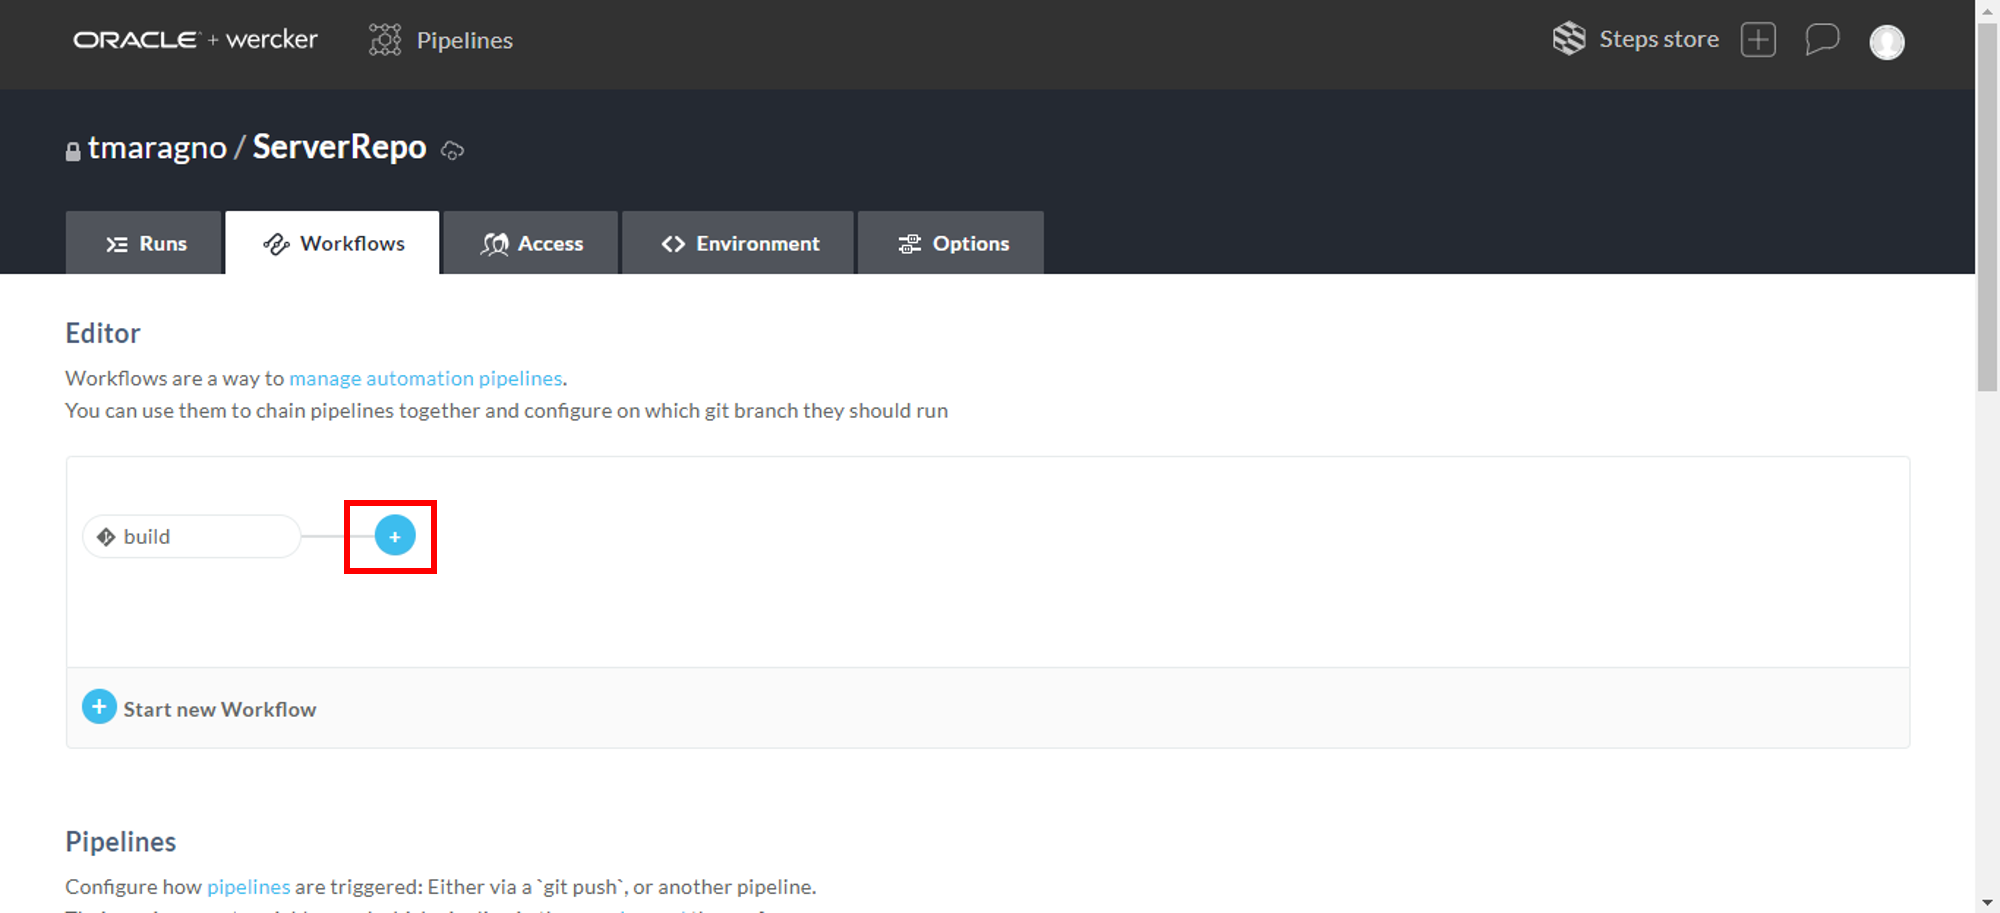 ORACLE + wercker Pipelines Steps store
tmaragno / ServerRepo
Runs Workflows Access Environment Options
Editor
Workflows are a way to manage automation pipelines.
You can use them to chain pipelines together and configure on which git branch they should run
build +
+ Start new Workflow
Pipelines
Configure how pipelines are triggered: Either via a `git push`, or another pipeline.